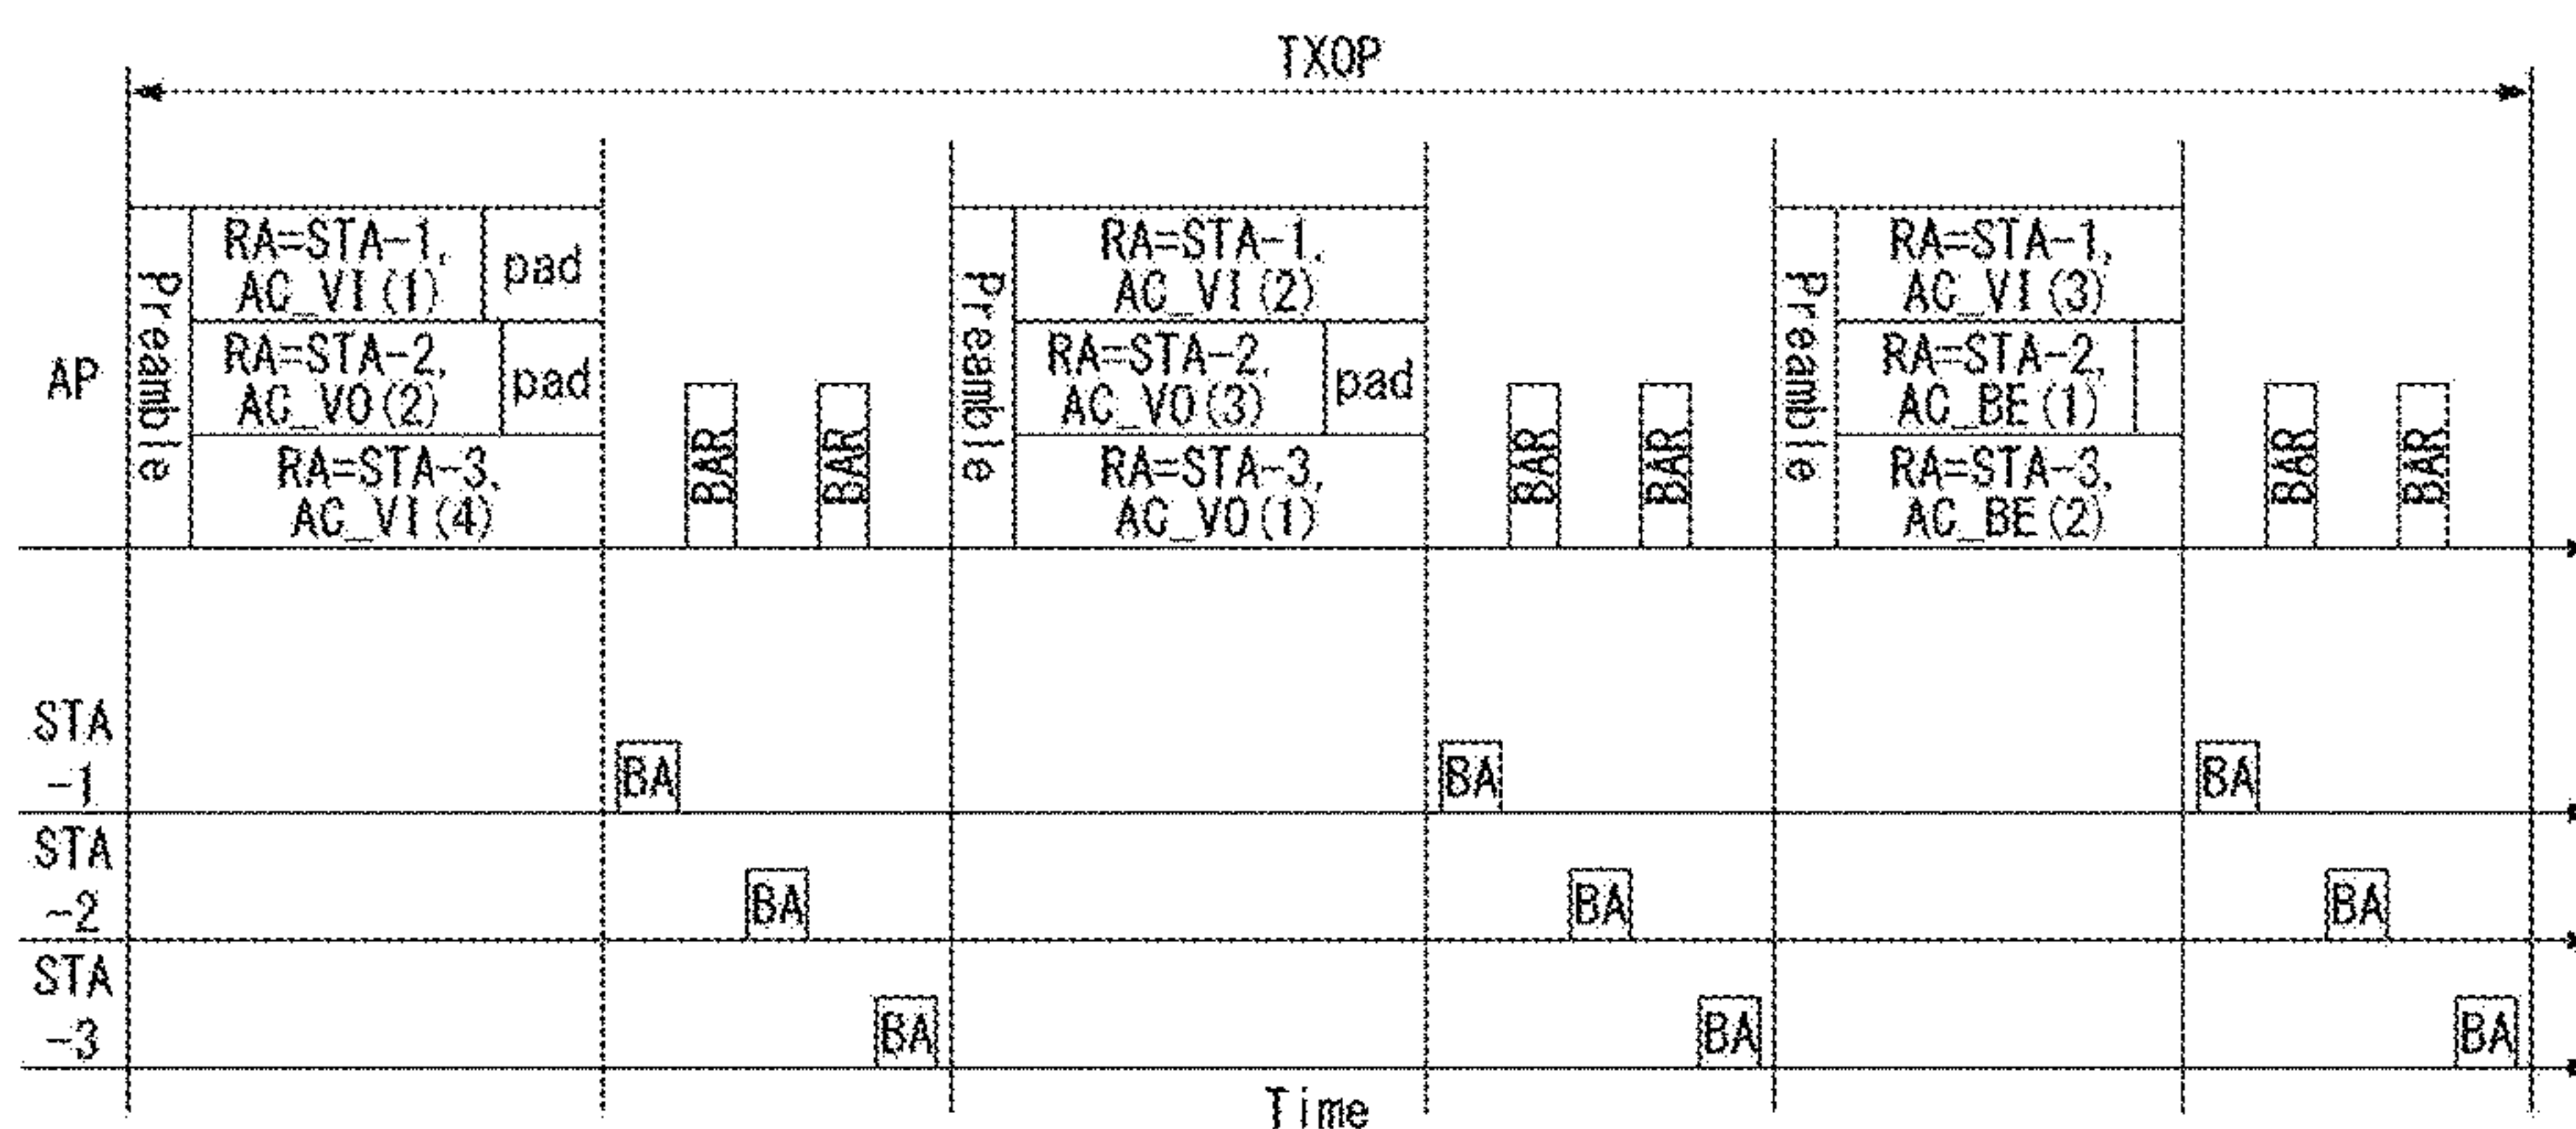 TXOP
AP
Preamble
RA=STA-1,
AC_VI(1)
pad
RA=STA-2,
AC_VO(2)
pad
RA=STA-3,
AC_VI(4)
BAR
BAR
Preamble
RA=STA-1,
AC_VI(2)
RA=STA-2,
AC_VO(3)
pad
RA=STA-3,
AC_VO(1)
BAR
BAR
Preamble
RA=STA-1,
AC_VI(3)
RA=STA-2,
AC_BE(1)
RA=STA-3,
AC_BE(2)
BAR
BAR
STA
-1
BA
BA
BA
STA
-2
BA
BA
BA
STA
-3
BA
BA
BA
Time